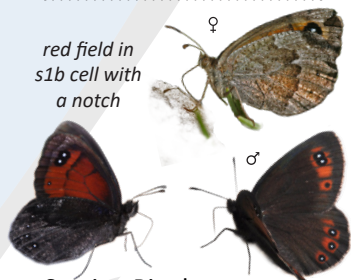 red field in
s1b cell with
a notch
♀
♂